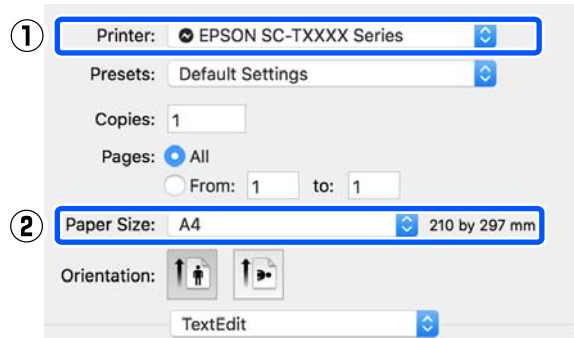 ① Printer: EPSON SC-TXXXX Series
Presets: Default Settings
Copies: 1
Pages: All
From: 1 to: 1
② Paper Size: A4 210 by 297 mm
Orientation:
TextEdit